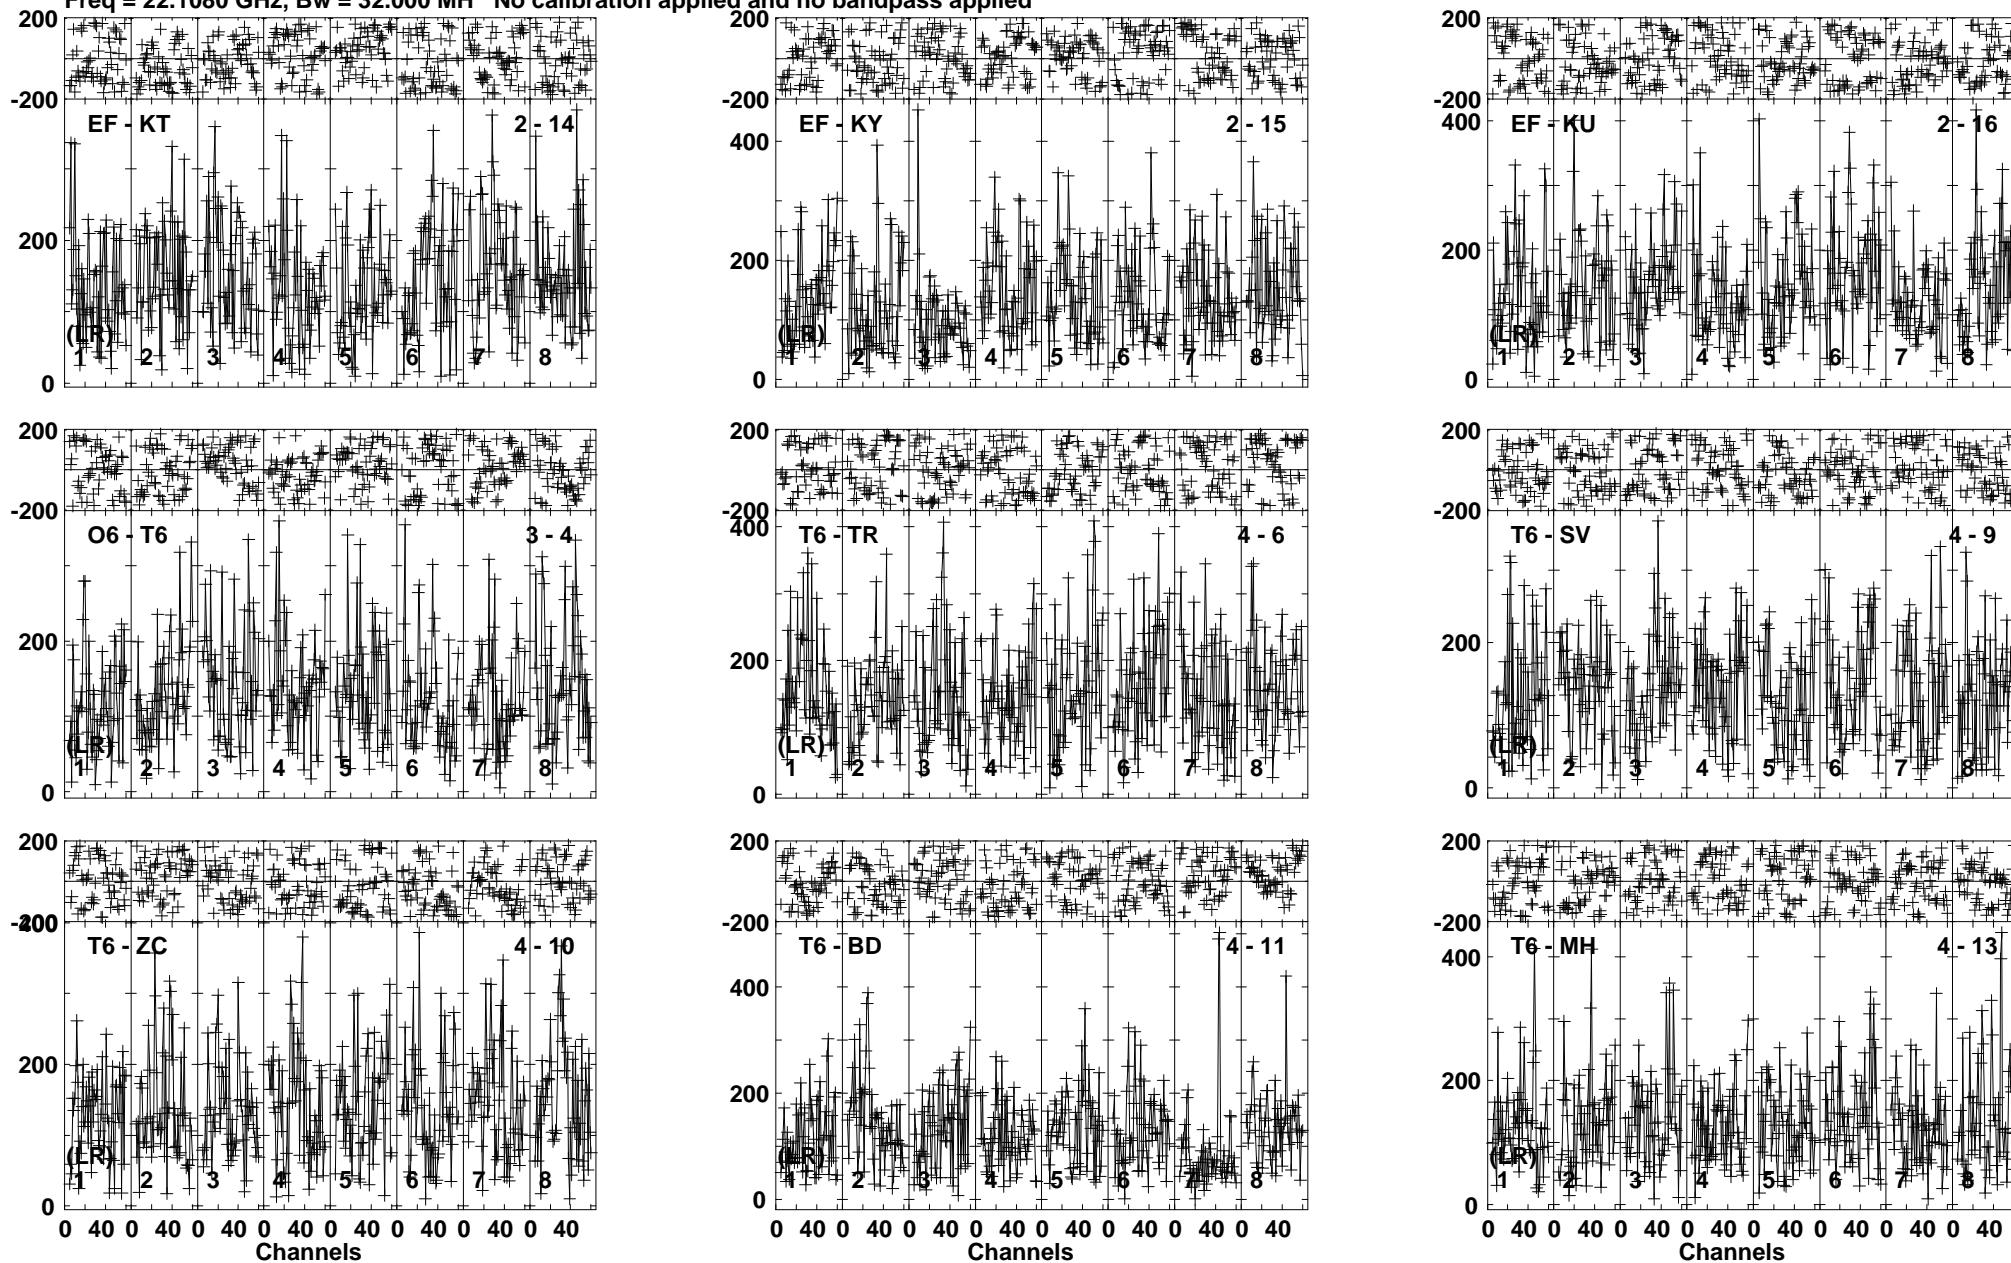 Freq = 22.1080 GHz, Bw = 32.000 MH No calibration applied and no bandpass applied
200 200 200
-200 -200 -200
EF - KT 2 - 14 EF - KY 2 - 15 EF - KU 2 - 16
400 400
200 200 200
(LR) (LR) (LR)
1 2 3 4 5 6 7 8 1 2 3 4 5 6 7 8 1 2 3 4 5 6 7 8
0 0 0
200 200 200
-200 -200 -200
O6 - T6 3 - 4 T6 - TR 4 - 6 T6 - SV 4 - 9
400
200 200 200
(LR) (LR) (LR)
1 2 3 4 5 6 7 8 1 2 3 4 5 6 7 8 1 2 3 4 5 6 7 8
0 0 0
200 200 200
-200 -200 -200
400
T6 - ZC 4 - 10 T6 - BD 4 - 11 T6 - MH 4 - 13
400 400
200 200 200
(LR) (LR) (LR)
1 2 3 4 5 6 7 8 1 2 3 4 5 6 7 8 1 2 3 4 5 6 7 8
0 0 0
0 40 0 40 0 40 0 40 0 40 0 40 0 40 0 40 0 40 0 40 0 40 0 40 0 40 0 40 0 40 0 40 0 40 0 40 0 40 0 40 0 40 0 40 0 40 0 40
Channels Channels Channels